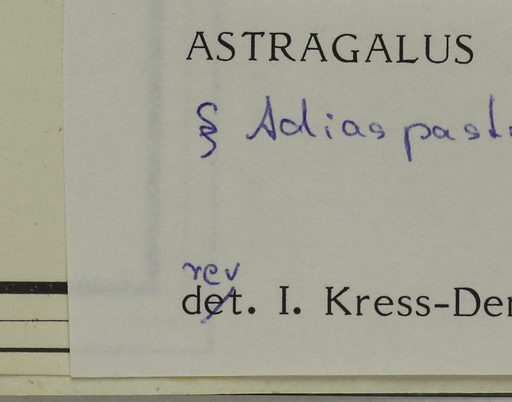 ASTRAGALUS
§ Adiaspast
rev
det. I. Kress-Der